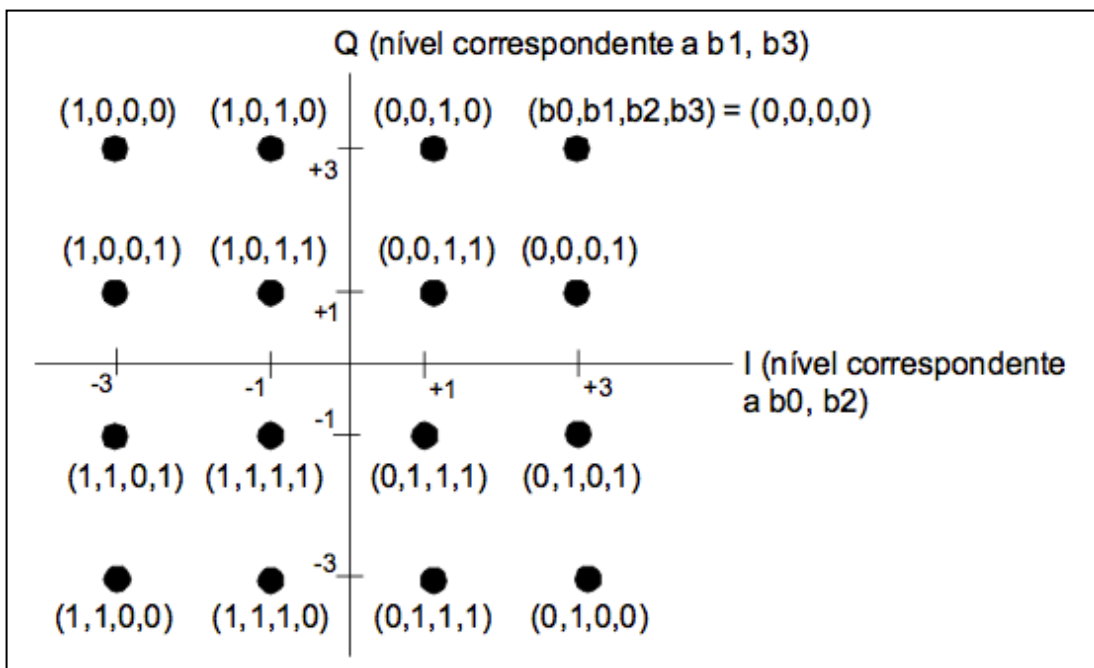 Q (nível correspondente a b1, b3)
(1,0,0,0) (1,0,1,0) (0,0,1,0) (b0,b1,b2,b3) = (0,0,0,0)
+3
(1,0,0,1) (1,0,1,1) (0,0,1,1) (0,0,0,1)
+1
I (nível correspondente
a b0, b2)
-3 -1 +1 +3
-1
(1,1,0,1) (1,1,1,1) (0,1,1,1) (0,1,0,1)
-3
(1,1,0,0) (1,1,1,0) (0,1,1,1) (0,1,0,0)